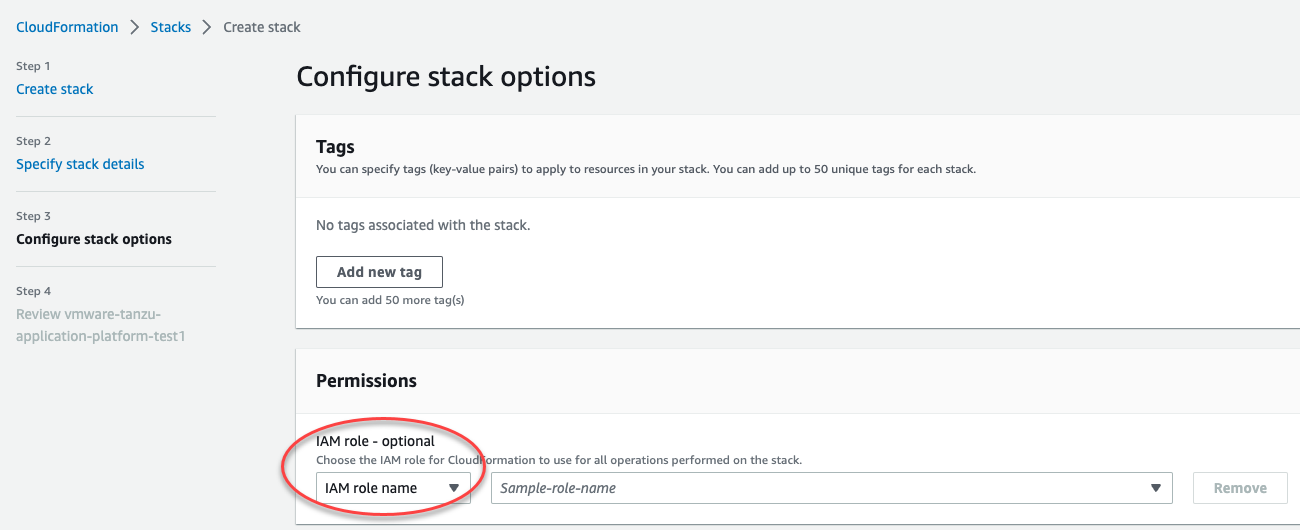 CloudFormation > Stacks > Create stack
Step 1
Create stack
Step 2
Specify stack details
Step 3
Configure stack options
Step 4
Review vmware-tanzu-
application-platform-test1
Configure stack options
Tags
You can specify tags (key-value pairs) to apply to resources in your stack. You can add up to 50 unique tags for each stack.
No tags associated with the stack.
Add new tag
You can add 50 more tag(s)
Permissions
IAM role - optional
Choose the IAM role for CloudFormation to use for all operations performed on the stack.
IAM role name Sample-role-name Remove